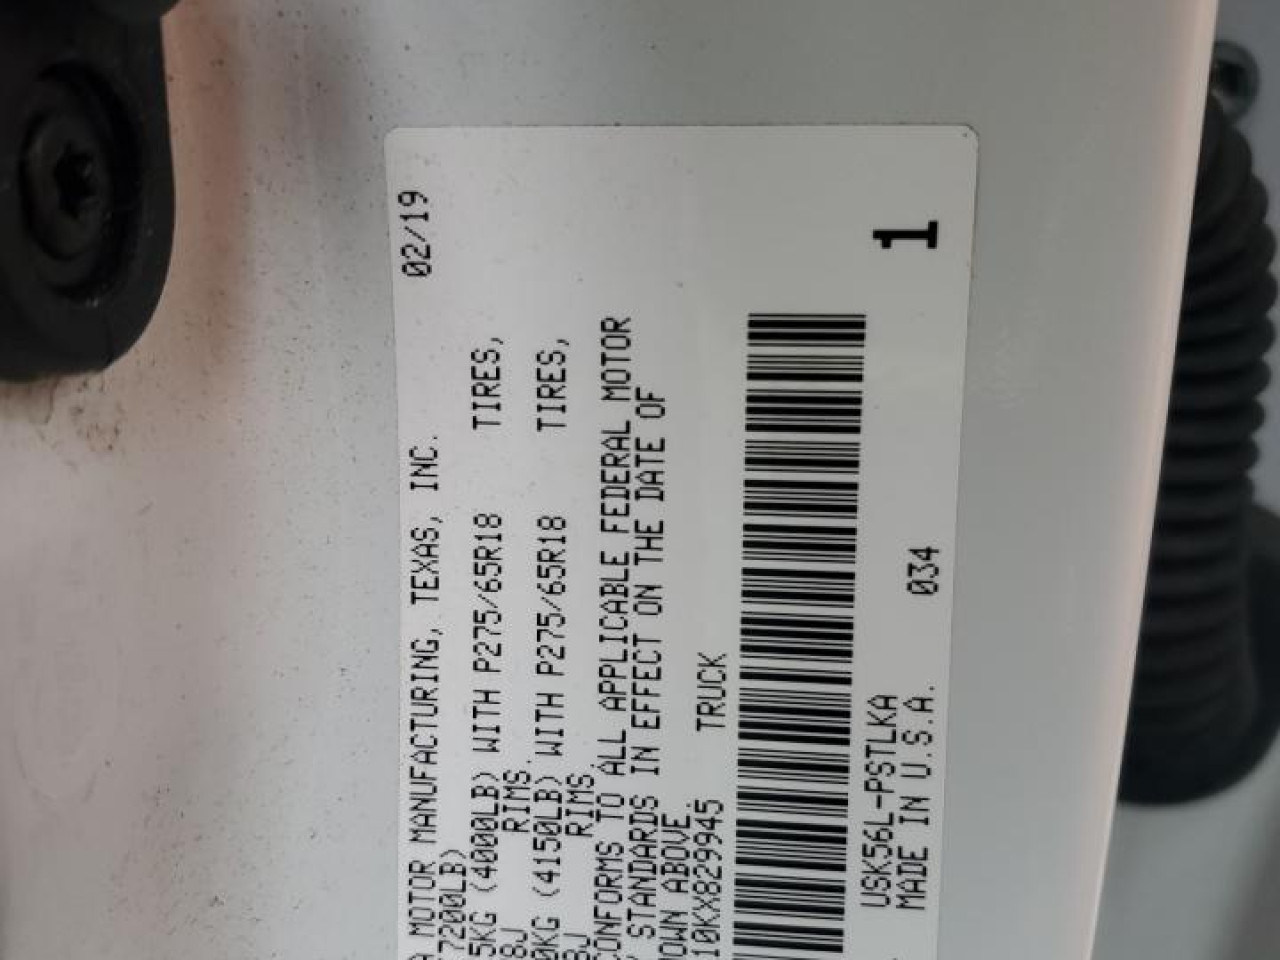 A MOTOR MANUFACTURING, TEXAS, INC. 02/19
7200LB)
5KG (4000LB) WITH P275/65R18 TIRES,
8J RIMS.
0KG (4150LB) WITH P275/65R18 TIRES,
8J RIMS.
CONFORMS TO ALL APPLICABLE FEDERAL MOTOR
STANDARDS IN EFFECT ON THE DATE OF
OWN ABOVE.
10KX829945 TRUCK
USK56L-PSTLKA
MADE IN U.S.A. 034 1